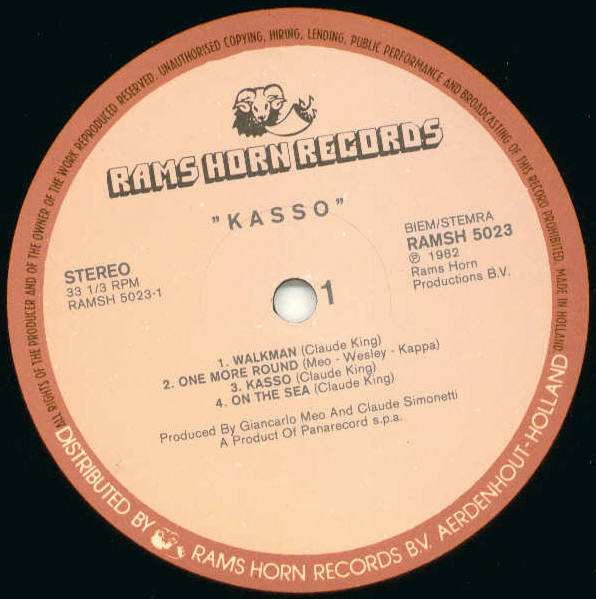 ALL RIGHTS OF THE PRODUCER AND OF THE OWNER OF THE WORK REPRODUCED RESERVED. UNAUTHORISED COPYING, HIRING, LENDING, PUBLIC PERFORMANCE AND BROADCASTING OF THIS RECORD PROHIBITED. MADE IN HOLLAND
RAMS HORN RECORDS
"KASSO"
STEREO
33 1/3 RPM
RAMSH 5023-1
BIEM/STEMRA
RAMSH 5023
℗ 1982
Rams Horn
Productions B.V.
1
1. WALKMAN (Claude King)
2. ONE MORE ROUND (Meo - Wesley - Kappa)
3. KASSO (Claude King)
4. ON THE SEA (Claude King)
Produced By Giancarlo Meo And Claude Simonetti
A Product Of Panarecord s.p.a.
DISTRIBUTED BY RAMS HORN RECORDS B.V. AERDENHOUT-HOLLAND